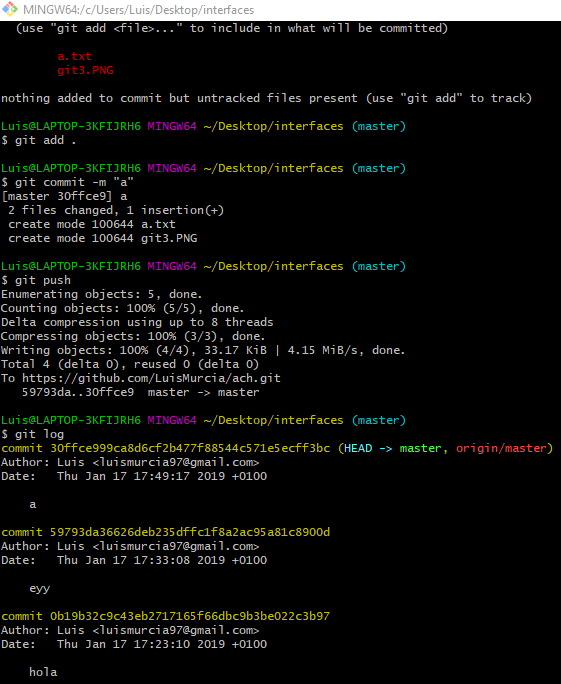 MINGW64:/c/Users/Luis/Desktop/interfaces
(use "git add <file>..." to include in what will be committed)
a.txt
git3.PNG
nothing added to commit but untracked files present (use "git add" to track)
Luis@LAPTOP-3KFIJRH6 MINGW64 ~/Desktop/interfaces (master)
$ git add .
Luis@LAPTOP-3KFIJRH6 MINGW64 ~/Desktop/interfaces (master)
$ git commit -m "a"
[master 30ffce9] a
2 files changed, 1 insertion(+)
create mode 100644 a.txt
create mode 100644 git3.PNG
Luis@LAPTOP-3KFIJRH6 MINGW64 ~/Desktop/interfaces (master)
$ git push
Enumerating objects: 5, done.
Counting objects: 100% (5/5), done.
Delta compression using up to 8 threads
Compressing objects: 100% (3/3), done.
Writing objects: 100% (4/4), 33.17 KiB | 4.15 MiB/s, done.
Total 4 (delta 0), reused 0 (delta 0)
To https://github.com/LuisMurcia/ach.git
59793da..30ffce9  master -> master
Luis@LAPTOP-3KFIJRH6 MINGW64 ~/Desktop/interfaces (master)
$ git log
commit 30ffce999ca8d6cf2b477f88544c571e5ecff3bc (HEAD -> master, origin/master)
Author: Luis <luismurcia97@gmail.com>
Date:   Thu Jan 17 17:49:17 2019 +0100
a
commit 59793da36626deb235dffc1f8a2ac95a81c8900d
Author: Luis <luismurcia97@gmail.com>
Date:   Thu Jan 17 17:33:08 2019 +0100
eyy
commit 0b19b32c9c43eb2717165f66dbc9b3be022c3b97
Author: Luis <luismurcia97@gmail.com>
Date:   Thu Jan 17 17:23:10 2019 +0100
hola